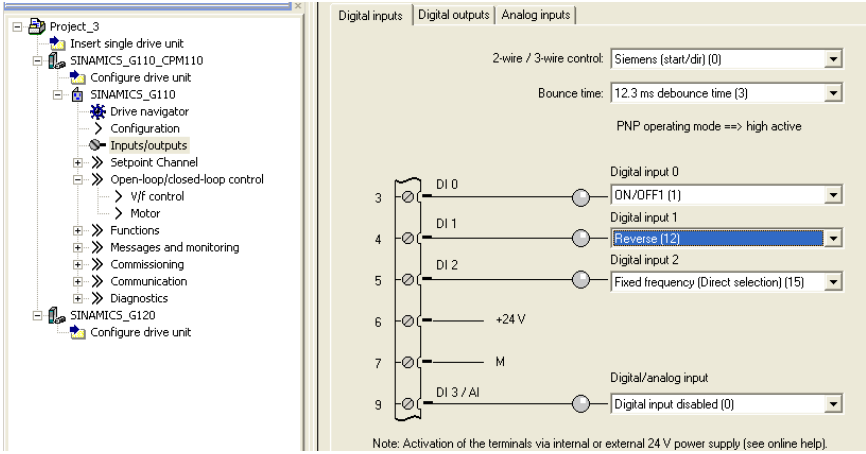 Project_3
Insert single drive unit
SINAMICS_G110_CPM110
Configure drive unit
SINAMICS_G110
Drive navigator
Configuration
Inputs/outputs
Setpoint Channel
Open-loop/closed-loop control
V/f control
Motor
Functions
Messages and monitoring
Commissioning
Communication
Diagnostics
SINAMICS_G120
Configure drive unit
Digital inputs Digital outputs Analog inputs
2-wire / 3-wire control: Siemens (start/dir) (0)
Bounce time: 12.3 ms debounce time (3)
PNP operating mode ==> high active
Digital input 0
3 DI 0 ON/OFF1 (1)
Digital input 1
4 DI 1 Reverse (12)
Digital input 2
5 DI 2 Fixed frequency (Direct selection) (15)
6 +24 V
7 M
Digital/analog input
9 DI 3 / AI Digital input disabled (0)
Note: Activation of the terminals via internal or external 24 V power supply (see online help).